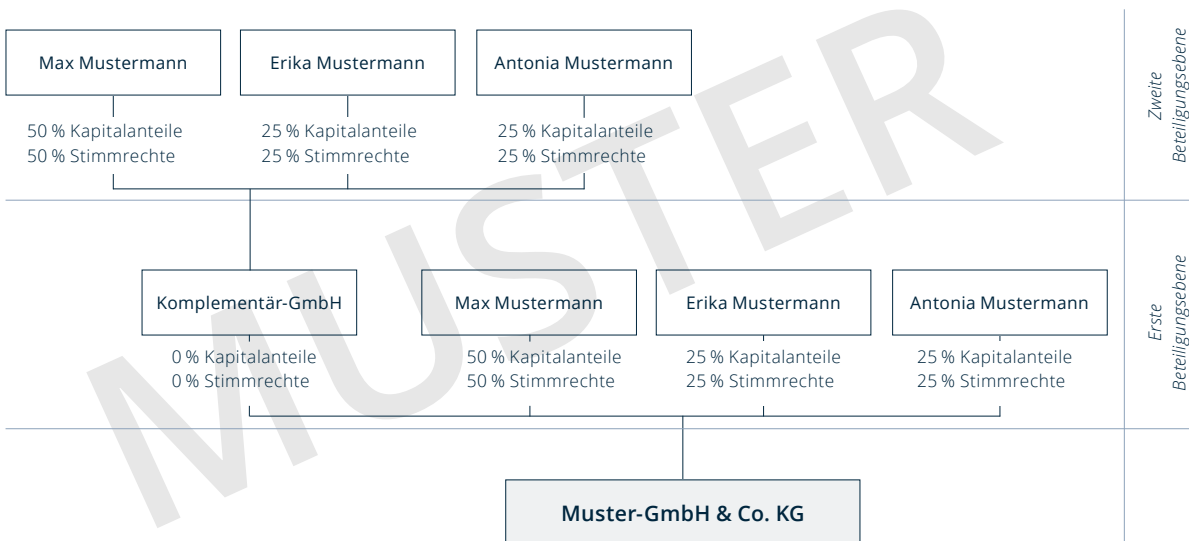 Max Mustermann
Erika Mustermann
Antonia Mustermann
50 % Kapitalanteile
50 % Stimmrechte
25 % Kapitalanteile
25 % Stimmrechte
25 % Kapitalanteile
25 % Stimmrechte
Zweite
Beteiligungsebene
Komplementär-GmbH
Max Mustermann
Erika Mustermann
Antonia Mustermann
0 % Kapitalanteile
0 % Stimmrechte
50 % Kapitalanteile
50 % Stimmrechte
25 % Kapitalanteile
25 % Stimmrechte
25 % Kapitalanteile
25 % Stimmrechte
Erste
Beteiligungsebene
Muster-GmbH & Co. KG
MUSTER